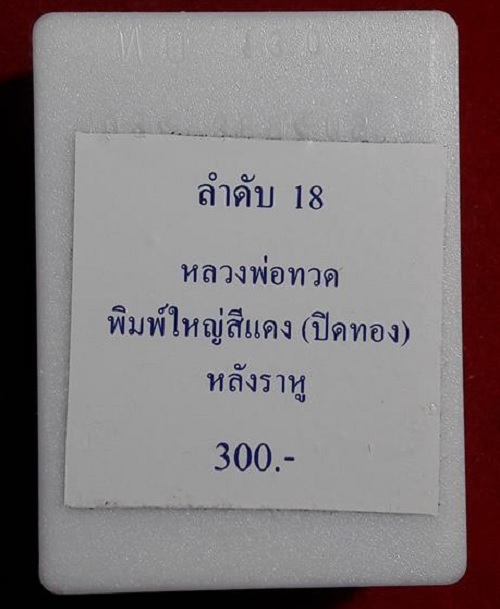 ลำดับ 18
หลวงพ่อทวด
พิมพ์ใหญ่สีแดง (ปิดทอง)
หลังราหู
300.-